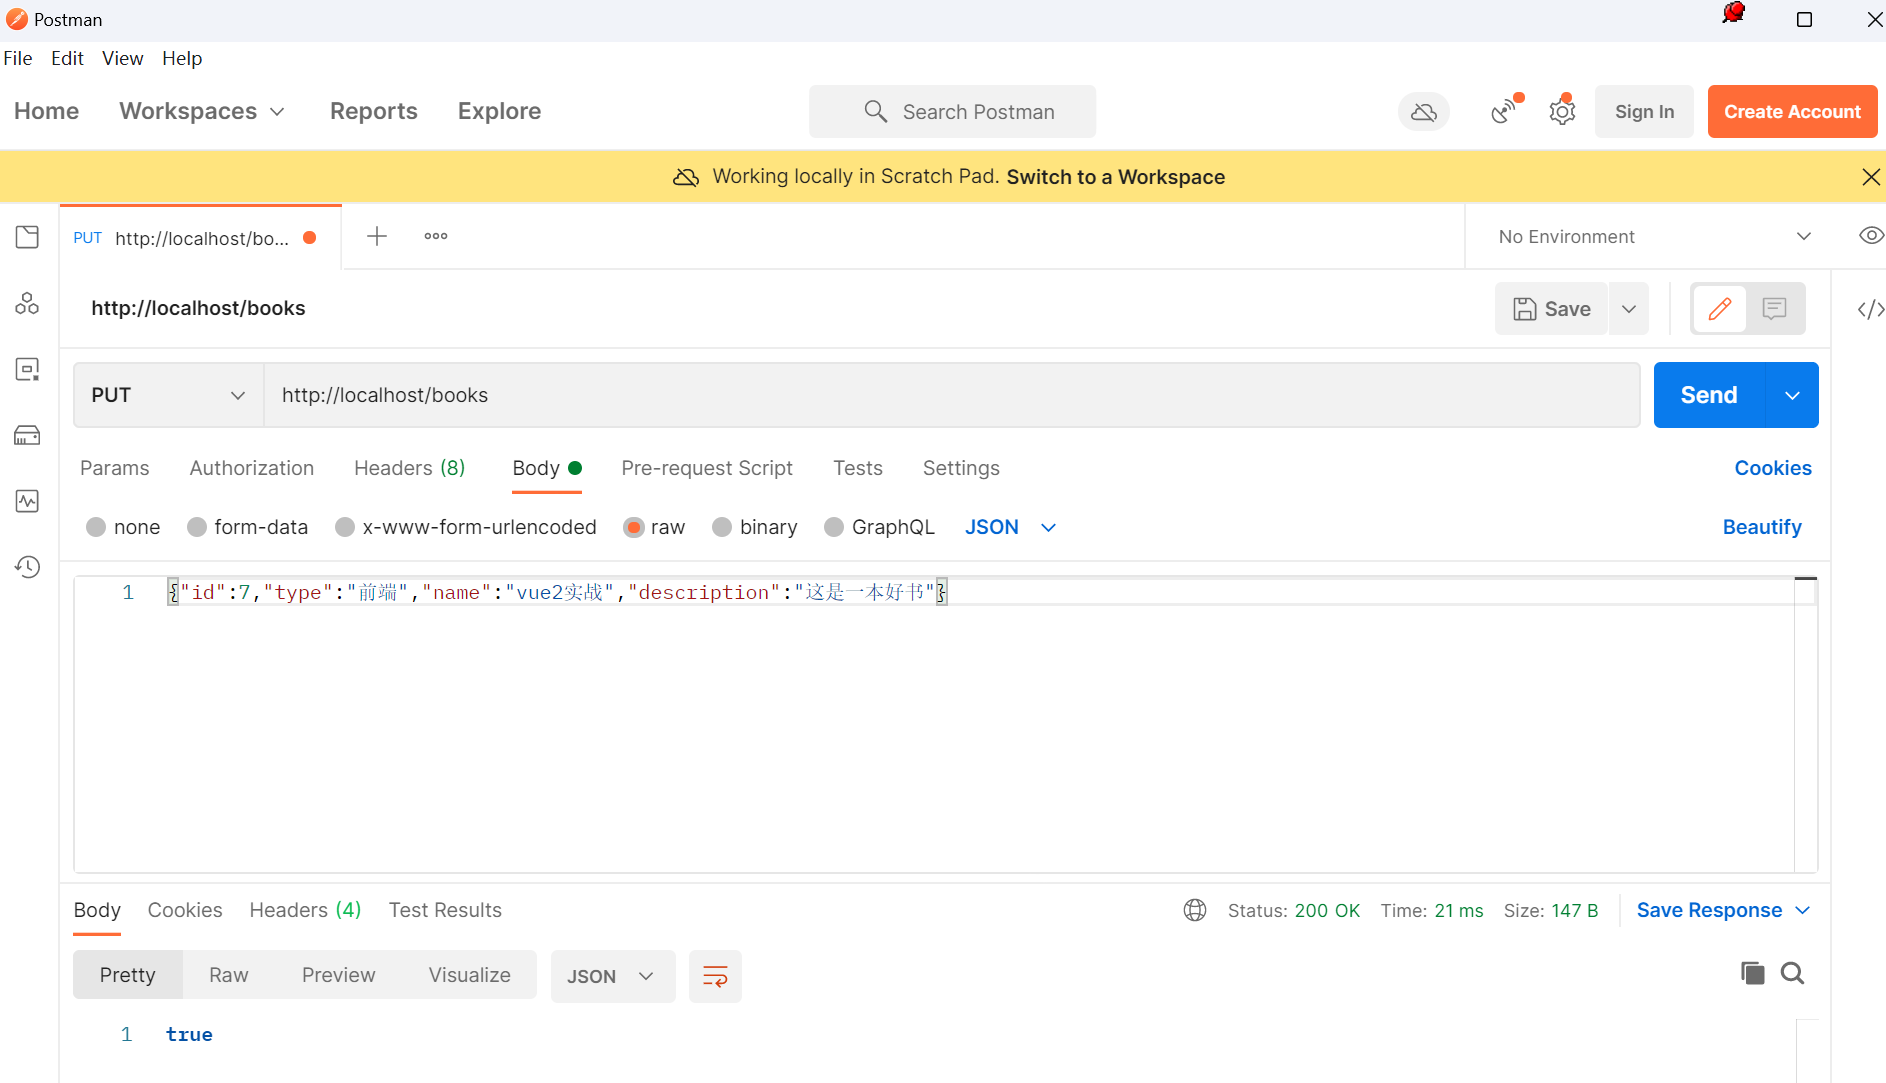 Postman
File Edit View Help
Home Workspaces Reports Explore Search Postman Sign In Create Account
Working locally in Scratch Pad. Switch to a Workspace
PUT http://localhost/bo... No Environment
http://localhost/books Save
PUT http://localhost/books Send
Params Authorization Headers (8) Body Pre-request Script Tests Settings Cookies
none form-data x-www-form-urlencoded raw binary GraphQL JSON Beautify
1 {"id":7,"type":"前端","name":"vue2实战","description":"这是一本好书"}
Body Cookies Headers (4) Test Results Status: 200 OK Time: 21 ms Size: 147 B Save Response
Pretty Raw Preview Visualize JSON
1 true